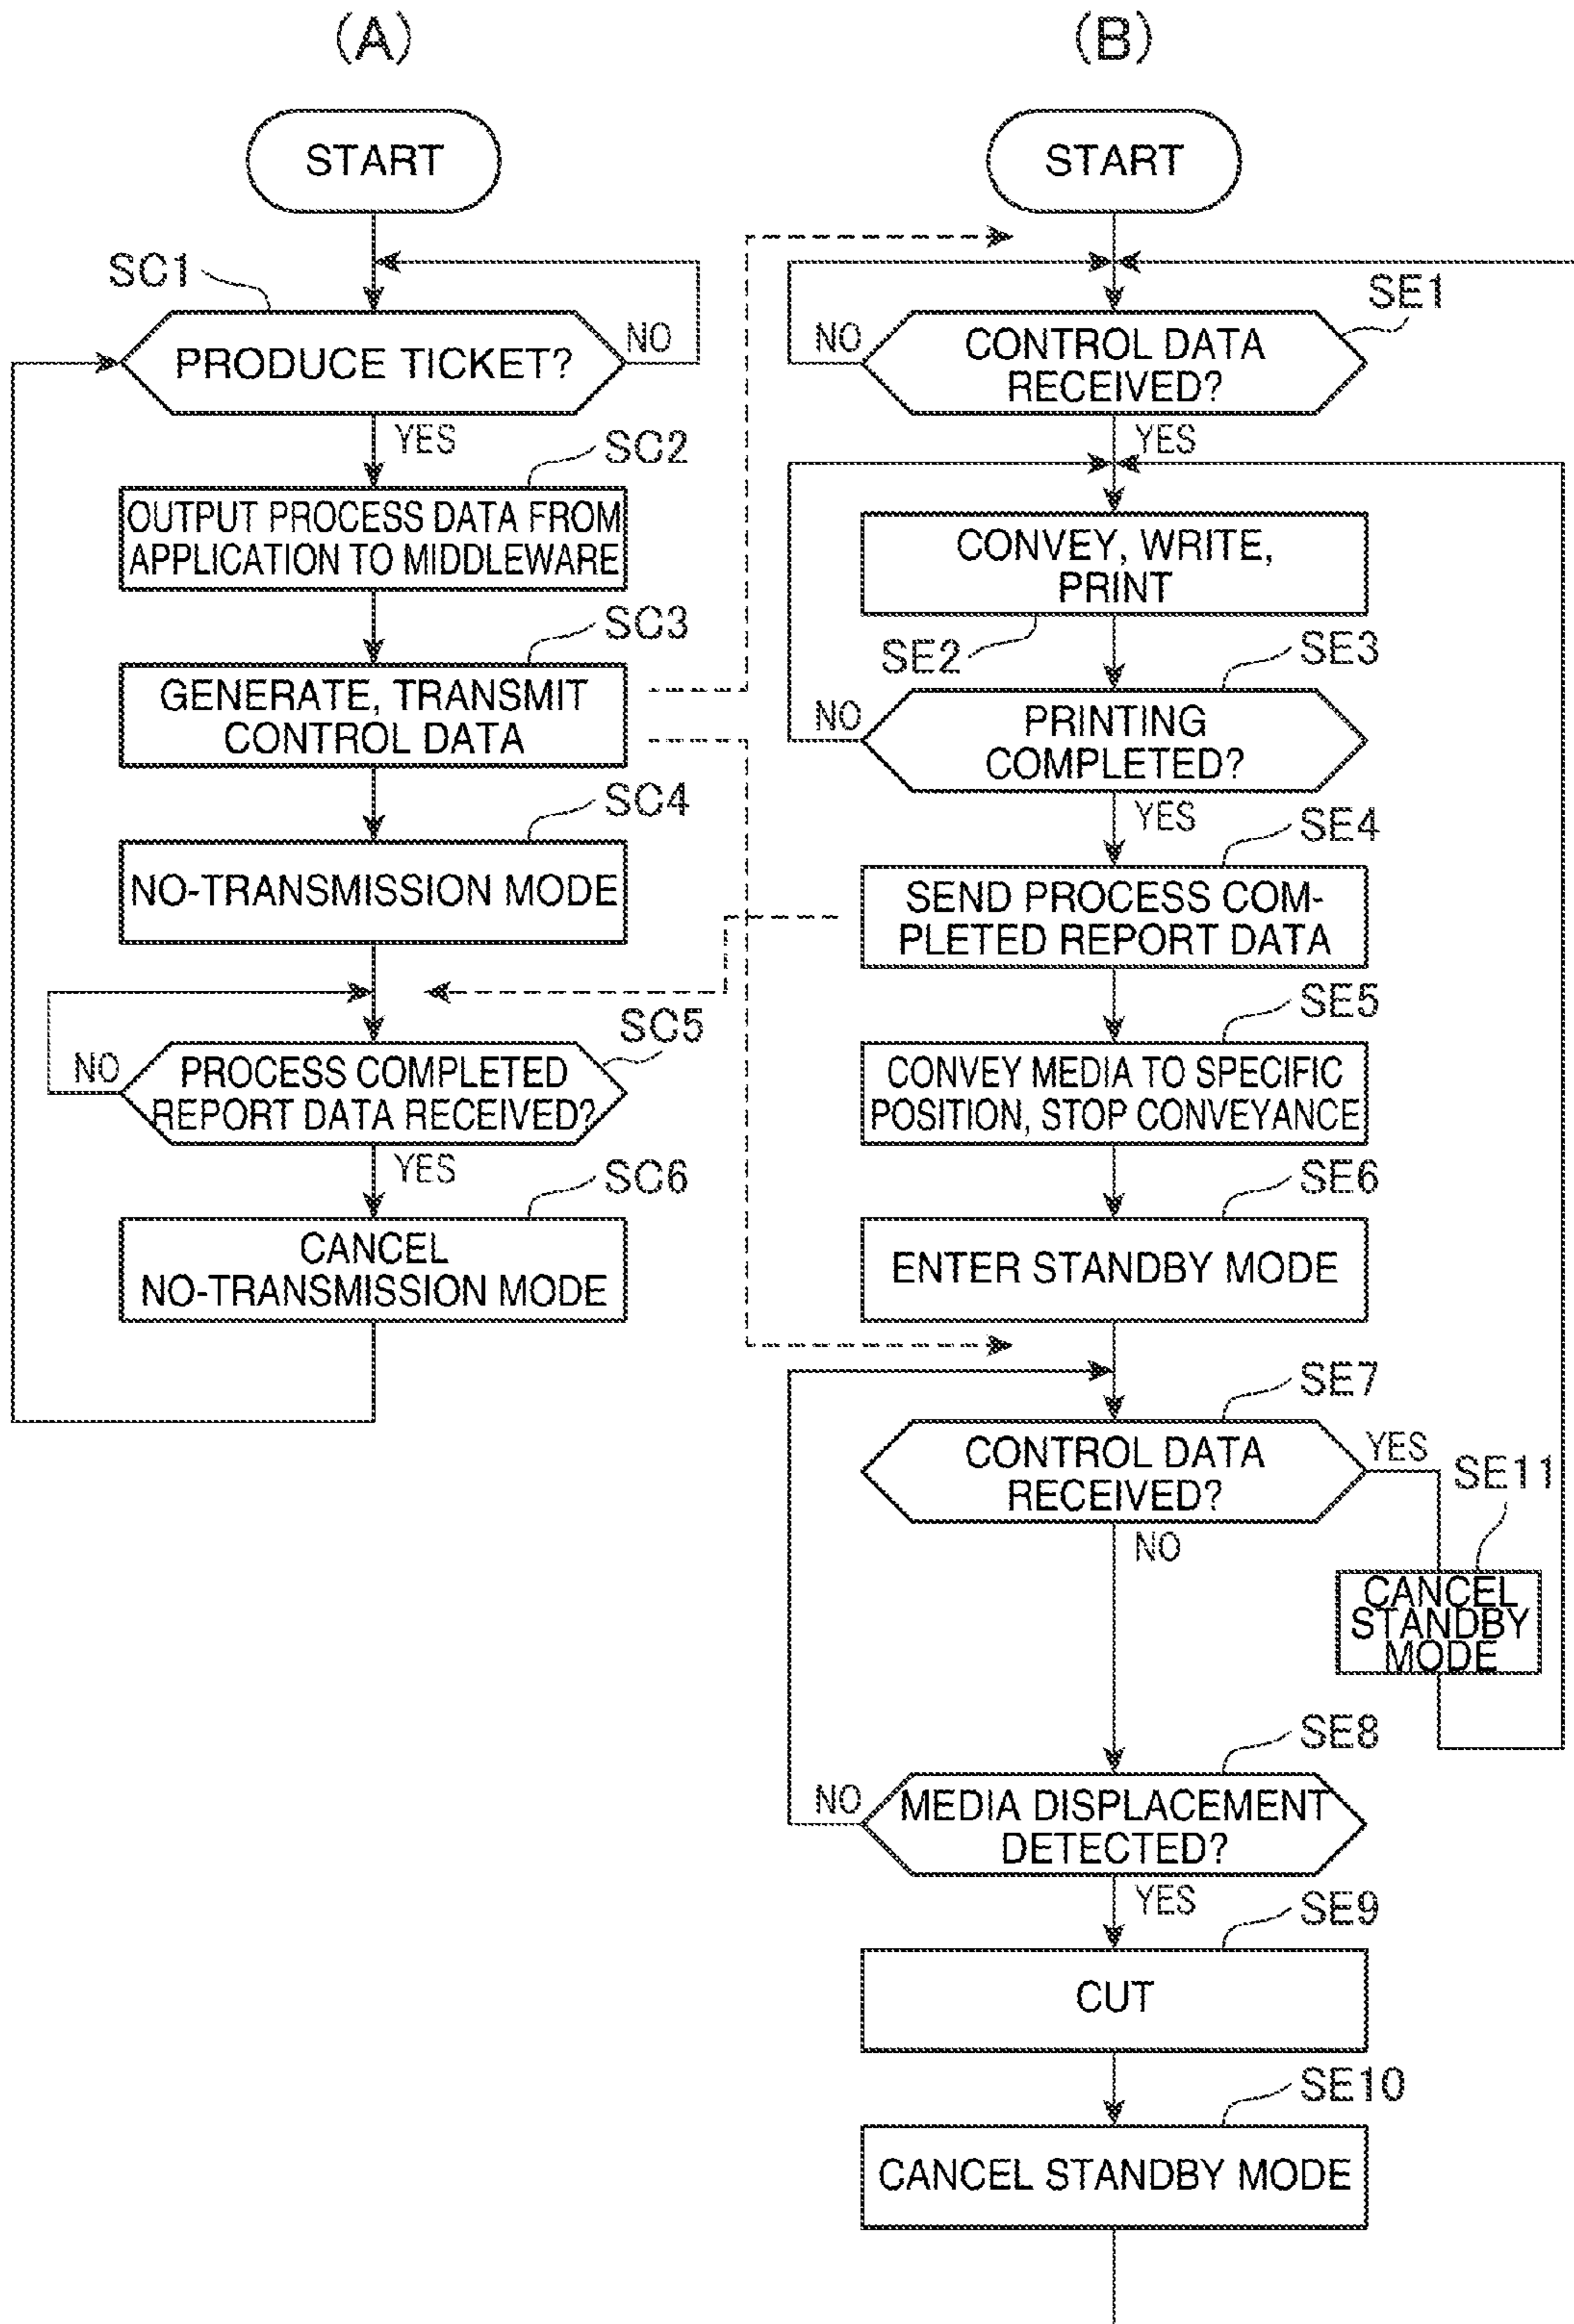 (A)
START
SC1
PRODUCE TICKET?
NO
YES
SC2
OUTPUT PROCESS DATA FROM
APPLICATION TO MIDDLEWARE
SC3
GENERATE, TRANSMIT
CONTROL DATA
SC4
NO-TRANSMISSION MODE
SC5
NO
PROCESS COMPLETED
REPORT DATA RECEIVED?
YES
SC6
CANCEL
NO-TRANSMISSION MODE
(B)
START
SE1
NO
CONTROL DATA
RECEIVED?
YES
CONVEY, WRITE,
PRINT
SE2
SE3
NO
PRINTING
COMPLETED?
YES
SE4
SEND PROCESS COM-
PLETED REPORT DATA
SE5
CONVEY MEDIA TO SPECIFIC
POSITION, STOP CONVEYANCE
SE6
ENTER STANDBY MODE
SE7
CONTROL DATA
RECEIVED?
YES
NO
SE11
CANCEL
STANDBY
MODE
SE8
NO
MEDIA DISPLACEMENT
DETECTED?
YES
SE9
CUT
SE10
CANCEL STANDBY MODE